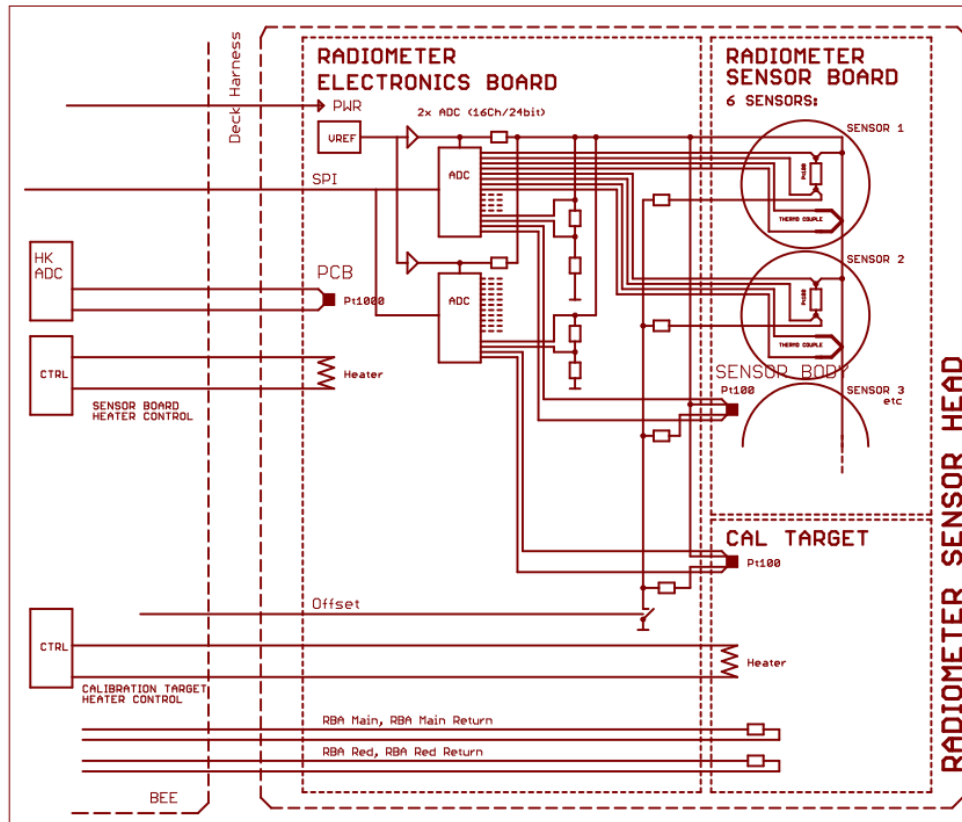 Deck Harness
RADIOMETER
ELECTRONICS BOARD
PWR
2x ADC (16Ch/24bit)
VREF
SPI
ADC
ADC
RADIOMETER
SENSOR BOARD
6 SENSORS:
SENSOR 1
Pt100
THERMO COUPLE
SENSOR 2
Pt100
THERMO COUPLE
SENSOR BODY
Pt100
SENSOR 3
etc
HK
ADC
PCB
Pt1000
CTRL
Heater
SENSOR BOARD
HEATER CONTROL
CAL TARGET
Pt100
Offset
CTRL
Heater
CALIBRATION TARGET
HEATER CONTROL
RBA Main, RBA Main Return
RBA Red, RBA Red Return
BEE
RADIOMETER SENSOR HEAD